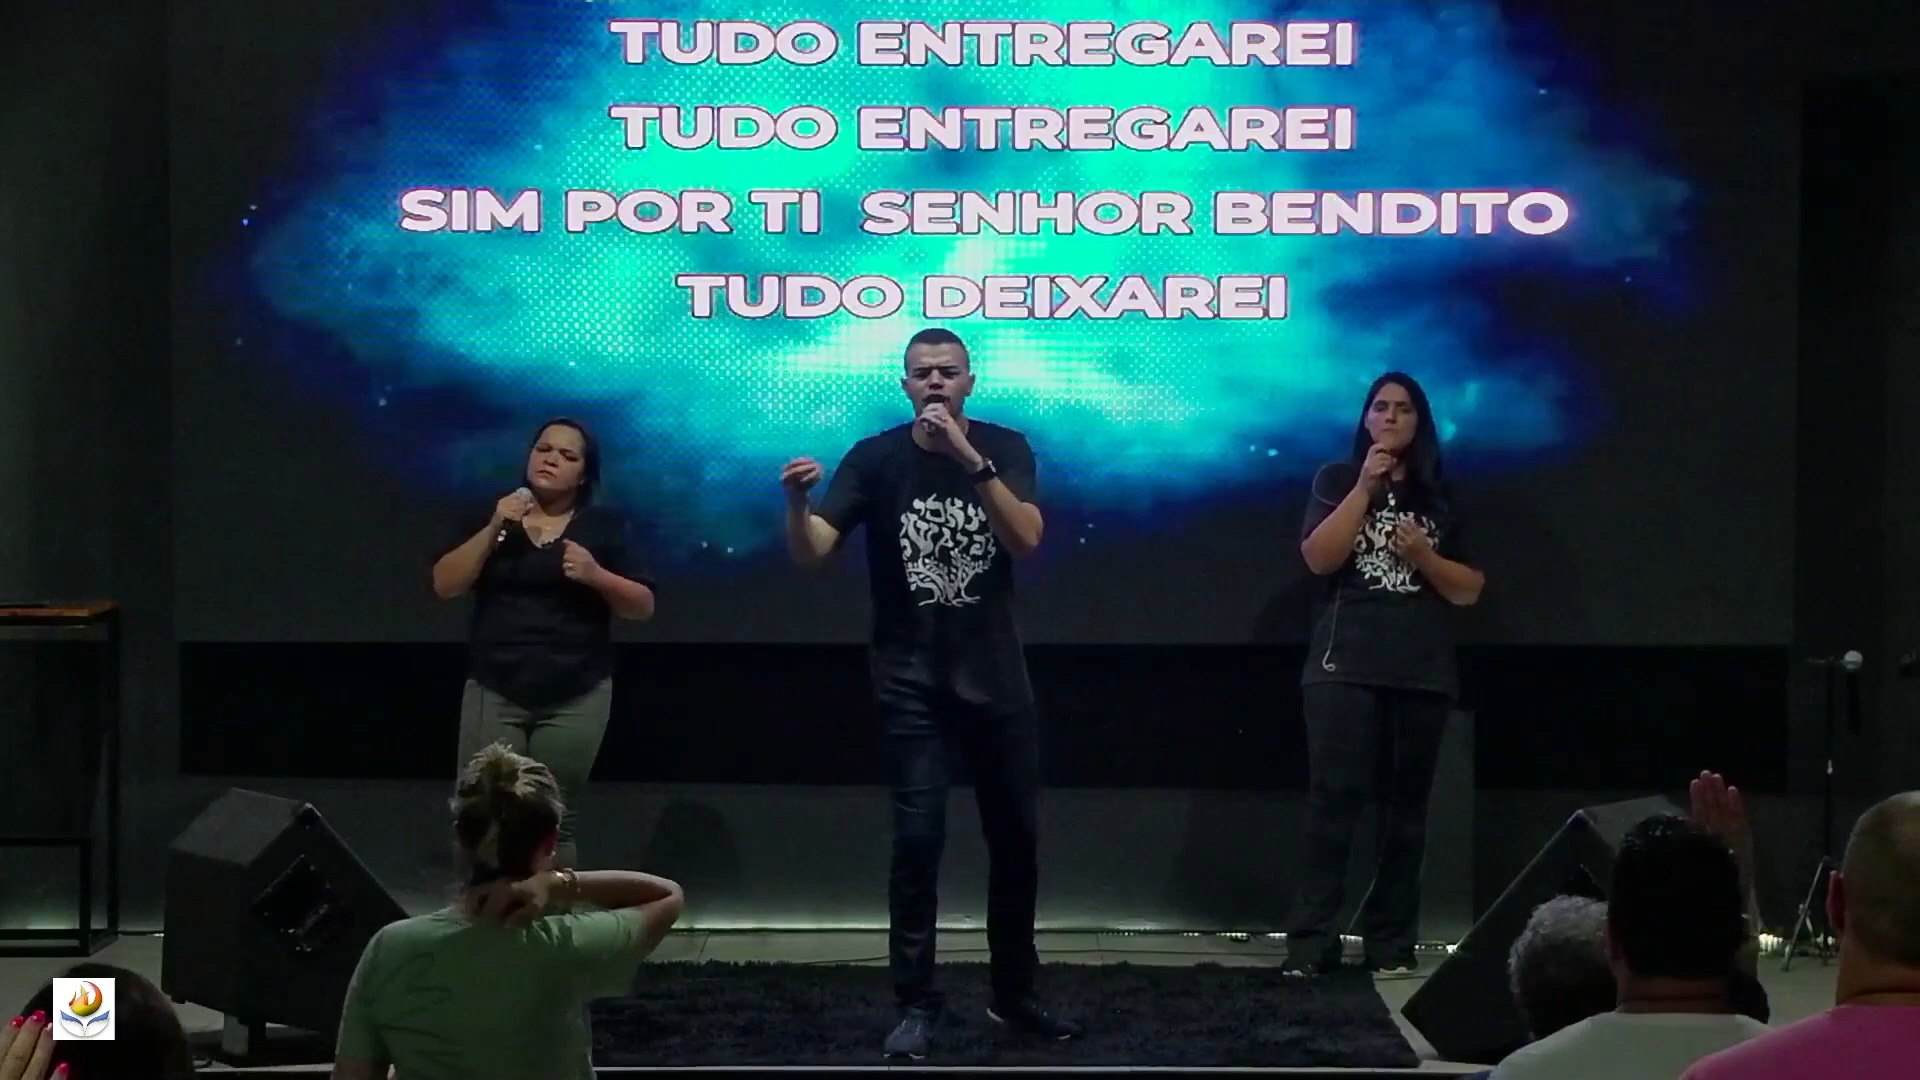 TUDO ENTREGAREI
TUDO ENTREGAREI
SIM POR TI SENHOR BENDITO
TUDO DEIXAREI